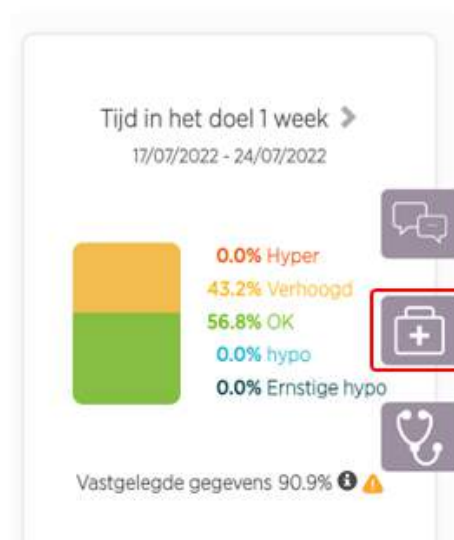 Tijd in het doel 1 week
17/07/2022 - 24/07/2022
0.0% Hyper
43.2% Verhoogd
56.8% OK
0.0% hypo
0.0% Ernstige hypo
Vastgelegde gegevens 90.9%